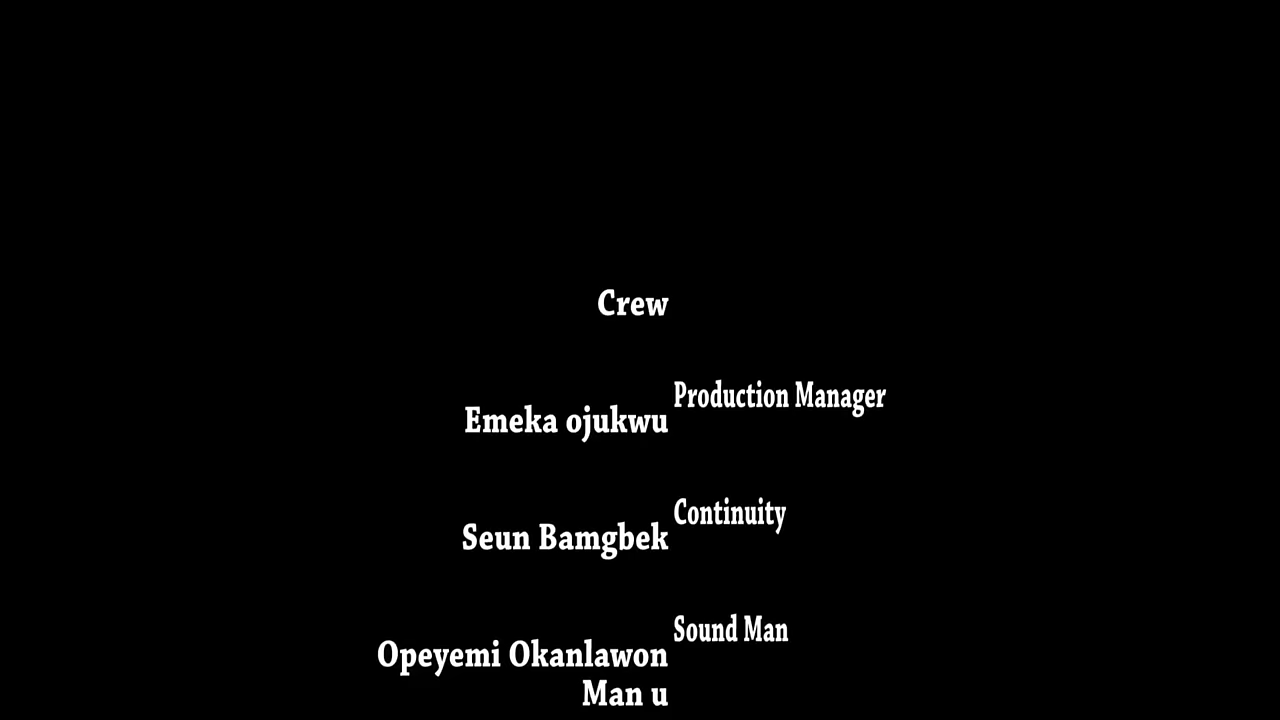 Crew
Production Manager
Emeka ojukwu
Continuity
Seun Bamgbek
Sound Man
Opeyemi Okanlawon
Man u